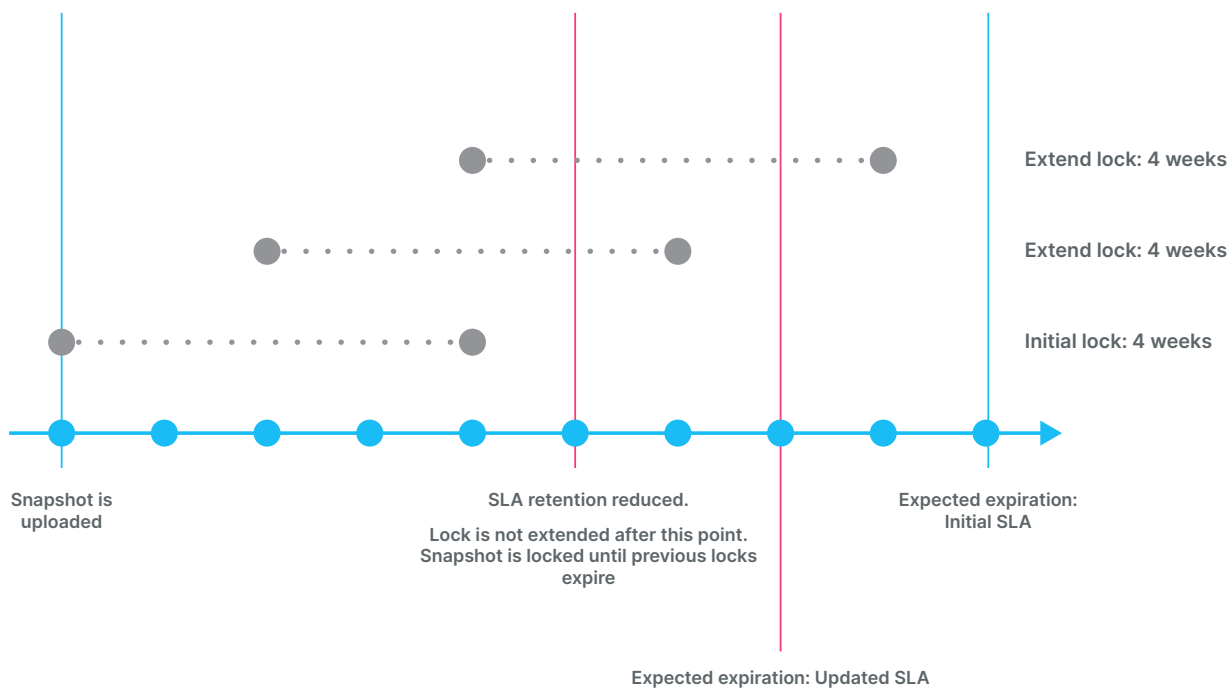 Extend lock: 4 weeks
Extend lock: 4 weeks
Initial lock: 4 weeks
Snapshot is
uploaded
SLA retention reduced.
Lock is not extended after this point.
Snapshot is locked until previous locks
expire
Expected expiration:
Initial SLA
Expected expiration: Updated SLA